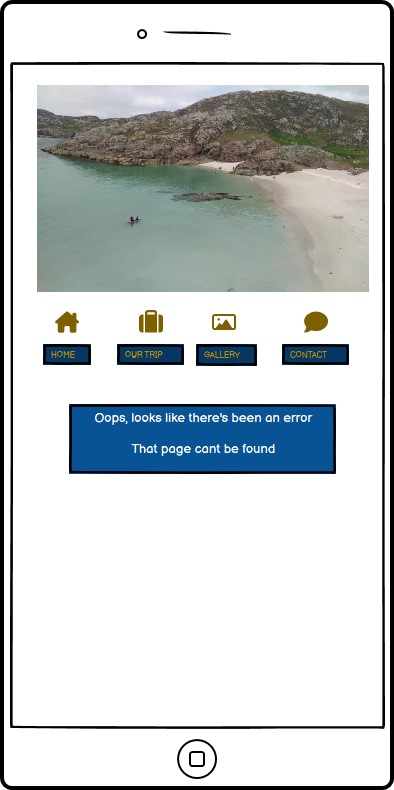 HOME
OUR TRIP
GALLERY
CONTACT
Oops, looks like there's been an error
That page cant be found